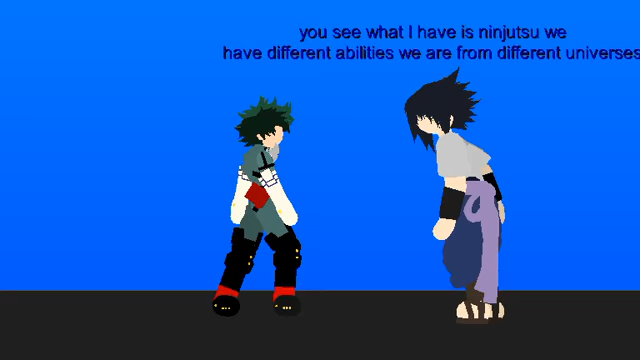 you see what I have is ninjutsu we
have different abilities we are from different universes